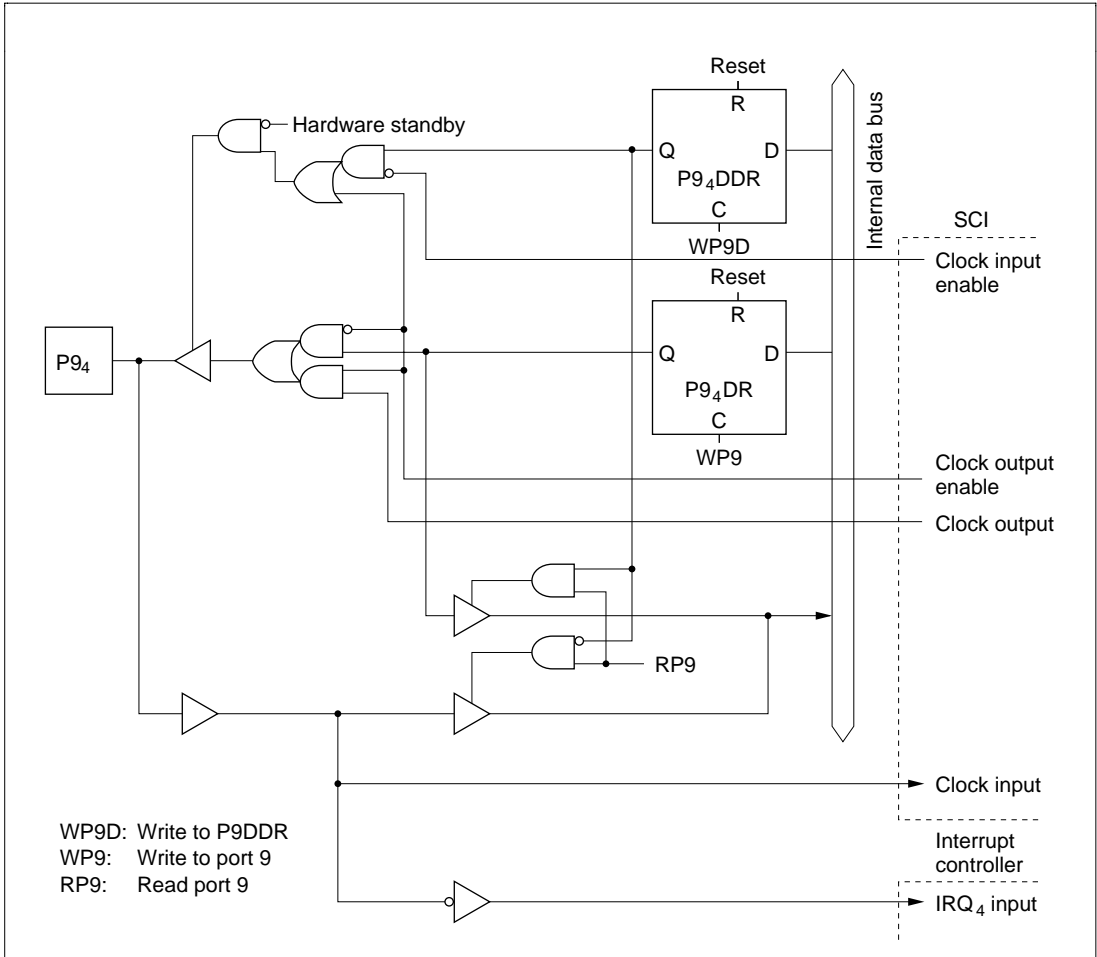 Reset
R
Hardware standby
Q
D
P9₄DDR
C
WP9D
Internal data bus
SCI
Clock input
enable
Reset
R
P9₄
Q
D
P9₄DR
C
WP9
Clock output
enable
Clock output
RP9
Clock input
WP9D: Write to P9DDR
WP9: Write to port 9
RP9: Read port 9
Interrupt
controller
IRQ₄ input